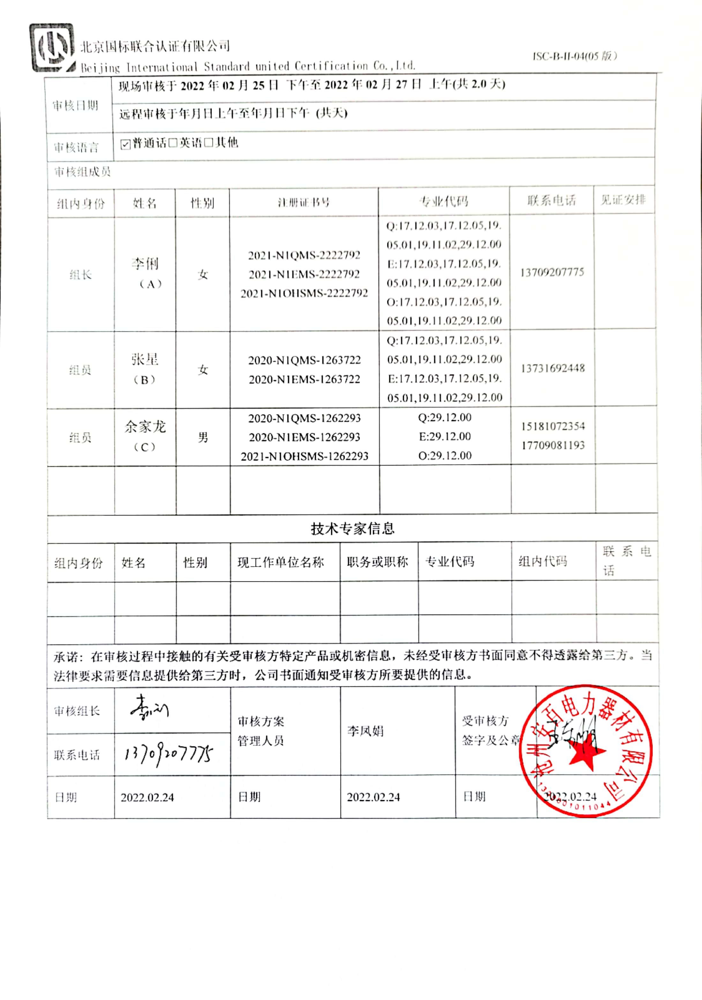 北京国标联合认证有限公司
Beijing International Standard united Certification Co.,Ltd.
ISC-B-II-04(05版)
审核日期
现场审核于 2022 年 02 月 25 日 下午至 2022 年 02 月 27 日 上午(共 2.0 天)
远程审核于年月日上午至年月日下午 (共天)
审核语言
☑普通话□英语□其他
审核组成员
组内身份 姓名 性别 注册证书号 专业代码 联系电话 见证安排
组长
李俐
(A)
女
2021-N1QMS-2222792
2021-N1EMS-2222792
2021-N1OHSMS-2222792
Q:17.12.03,17.12.05,19.
05.01,19.11.02,29.12.00
E:17.12.03,17.12.05,19.
05.01,19.11.02,29.12.00
O:17.12.03,17.12.05,19.
05.01,19.11.02,29.12.00
13709207775
组员
张星
(B)
女
2020-N1QMS-1263722
2020-N1EMS-1263722
Q:17.12.03,17.12.05,19.
05.01,19.11.02,29.12.00
E:17.12.03,17.12.05,19.
05.01,19.11.02,29.12.00
13731692448
组员
余家龙
(C)
男
2020-N1QMS-1262293
2020-N1EMS-1262293
2021-N1OHSMS-1262293
Q:29.12.00
E:29.12.00
O:29.12.00
15181072354
17709081193
技术专家信息
组内身份 姓名 性别 现工作单位名称 职务或职称 专业代码 组内代码 联系电
话
承诺：在审核过程中接触的有关受审核方特定产品或机密信息，未经受审核方书面同意不得透露给第三方。当
法律要求需要信息提供给第三方时，公司书面通知受审核方所要提供的信息。
审核组长
李俐
联系电话
13709207775
审核方案
管理人员
李凤娟
受审核方
签字及公章
沧州安百电力器材有限公司
日期 2022.02.24 日期 2022.02.24 日期 2022.02.24